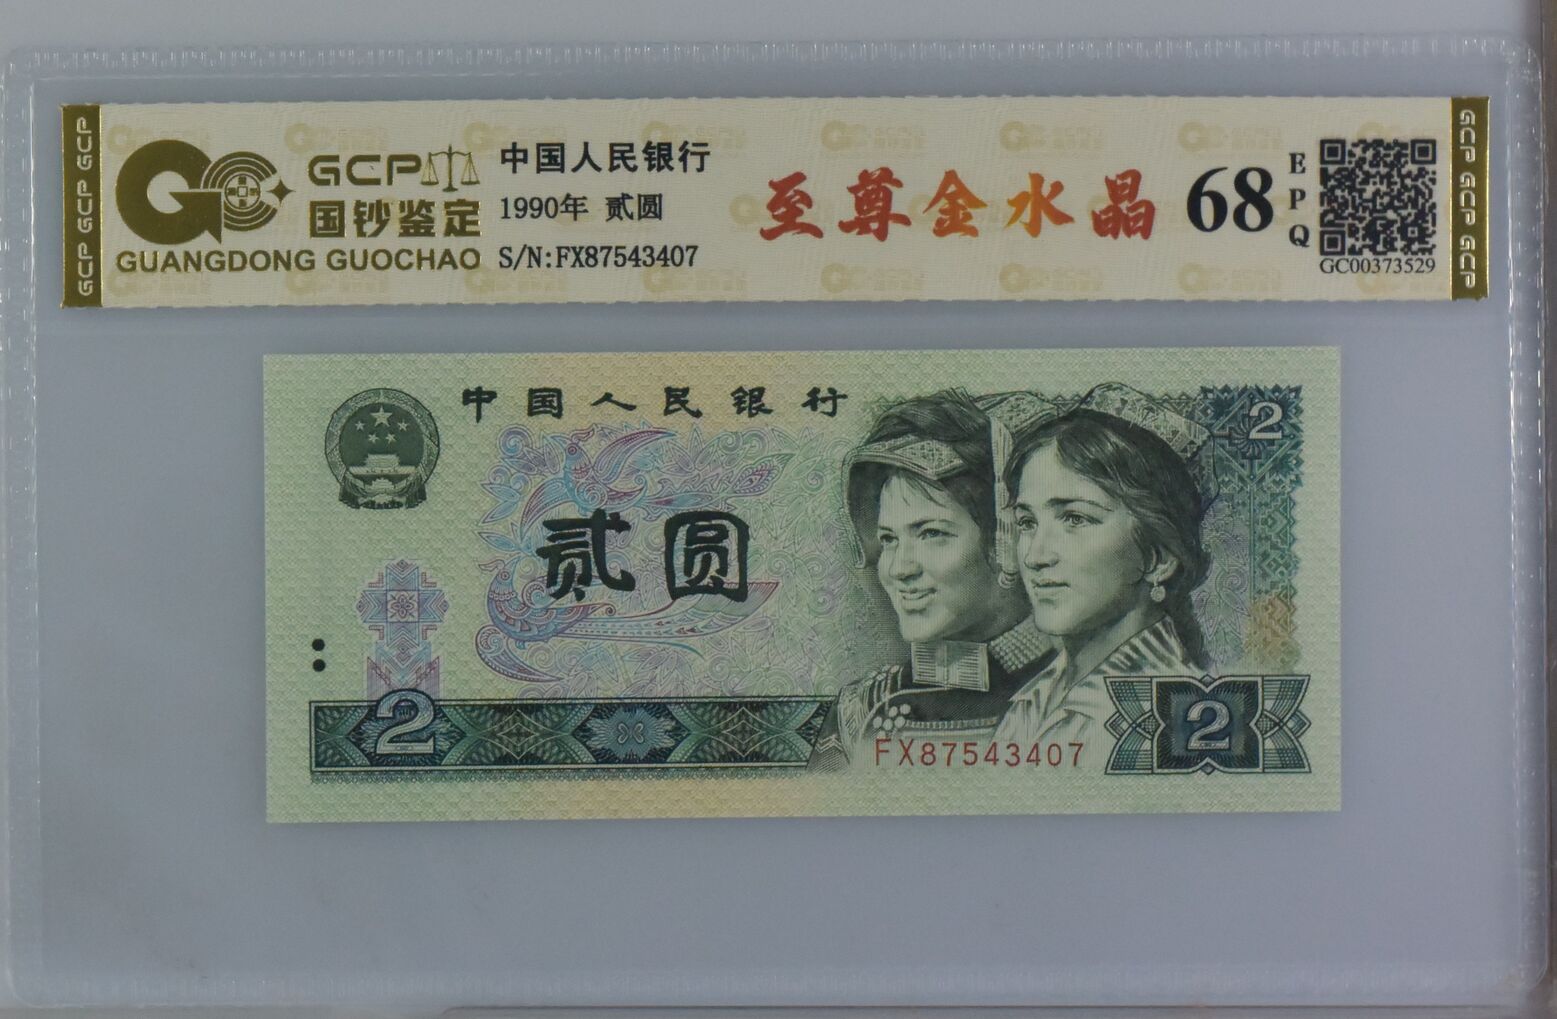 GCP
国钞鉴定
GUANGDONG GUOCHAO
中国人民银行
1990年 贰圆
S/N:FX87543407
至尊金水晶
68
EPQ
GC00373529
GCP GCP GCP
GCP GCP GCP
中国人民银行
2
贰圆
2
2
FX87543407